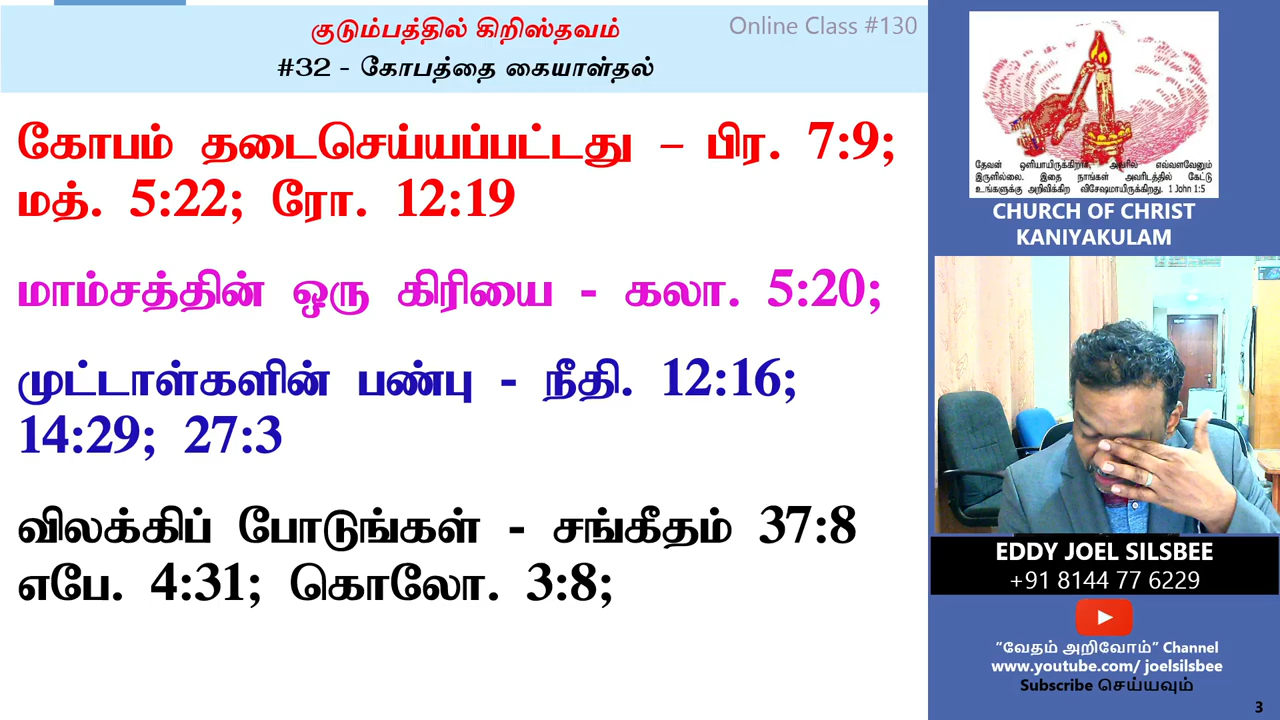 குடும்பத்தில் கிறிஸ்தவம்
Online Class #130
#32 - கோபத்தை கையாள்தல்
கோபம் தடைசெய்யப்பட்டது – பிர. 7:9;
மத். 5:22; ரோ. 12:19
மாம்சத்தின் ஒரு கிரியை - கலா. 5:20;
முட்டாள்களின் பண்பு - நீதி. 12:16;
14:29; 27:3
விலக்கிப் போடுங்கள் - சங்கீதம் 37:8
எபே. 4:31; கொலோ. 3:8;
தேவன் ஒளியாயிருக்கிறார், அவரில் எவ்வளவேனும்
இருளில்லை. இதை நாங்கள் அவரிடத்தில் கேட்டு
உங்களுக்கு அறிவிக்கிற விசேஷமாயிருக்கிறது. 1 John 1:5
CHURCH OF CHRIST
KANIYAKULAM
EDDY JOEL SILSBEE
+91 8144 77 6229
"வேதம் அறிவோம்" Channel
www.youtube.com/ joelsilsbee
Subscribe செய்யவும்
3